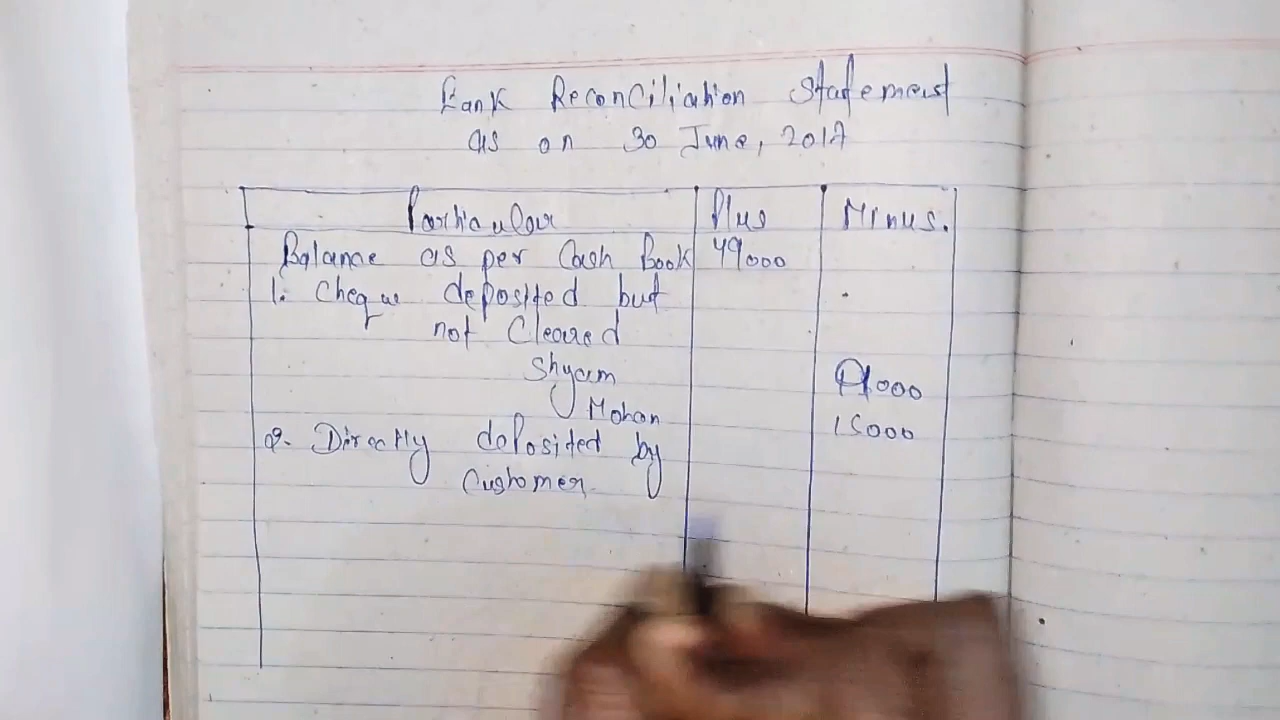 Bank Reconciliation Statement
as on 30 June, 2017
Particular Plus Minus.
Balance as per Cash Book 49000
1. Cheque deposited but
not Cleared
Shyam
Mohan 15000
2. Directly deposited by
Customer